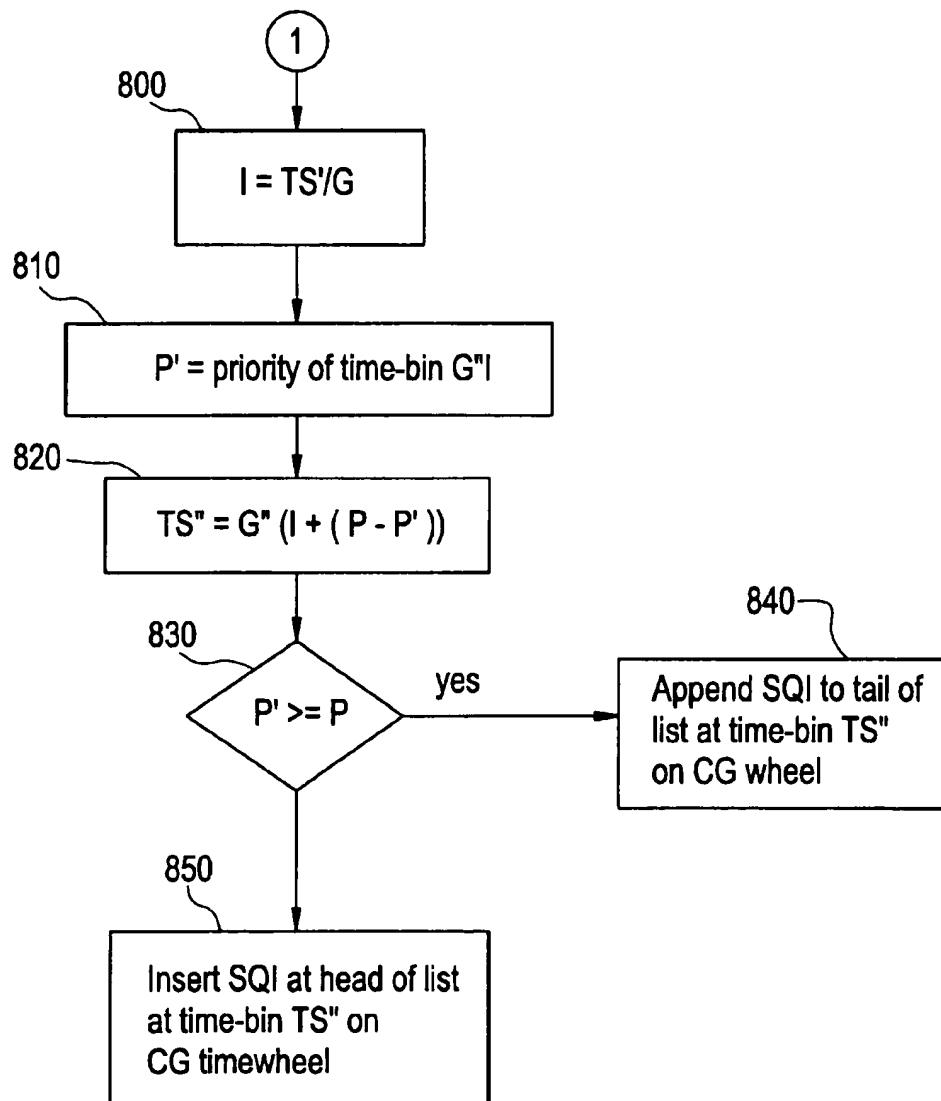 1
800
I = TS'/G
810
P' = priority of time-bin G"I
820
TS" = G" (I + ( P - P' ))
830
P' >= P
yes
840
Append SQI to tail of
list at time-bin TS"
on CG wheel
850
Insert SQI at head of list
at time-bin TS" on
CG timewheel